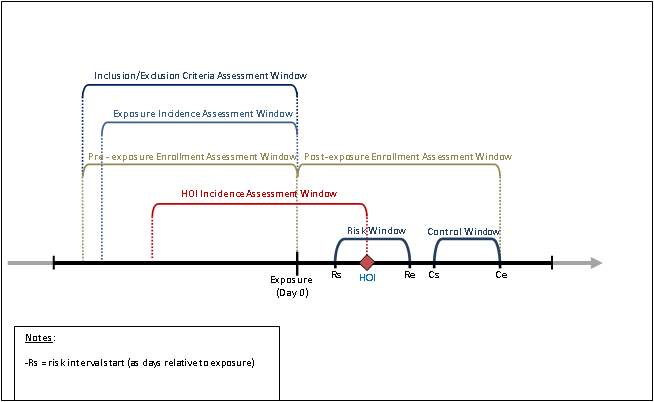 Inclusion/Exclusion Criteria Assessment Window
Exposure Incidence Assessment Window
Pre - exposure Enrollment Assessment Window
Post-exposure Enrollment Assessment Window
HOI Incidence Assessment Window
Risk Window
Control Window
Exposure
(Day 0)
Rs
HOI
Re
Cs
Ce
Notes:
-Rs = risk interval start (as days relative to exposure)